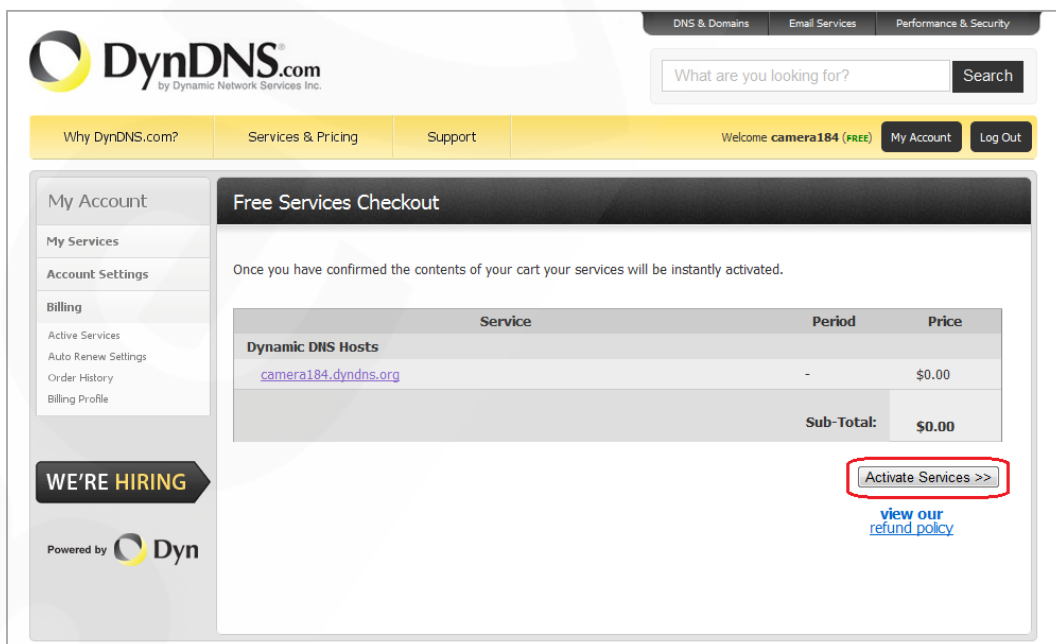 DNS & Domains Email Services Performance & Security
DynDNS.com
by Dynamic Network Services Inc.
What are you looking for? Search
Why DynDNS.com? Services & Pricing Support Welcome camera184 (FREE) My Account Log Out
My Account
My Services
Account Settings
Billing
Active Services
Auto Renew Settings
Order History
Billing Profile
WE'RE HIRING
Powered by Dyn
Free Services Checkout
Once you have confirmed the contents of your cart your services will be instantly activated.
Service Period Price
Dynamic DNS Hosts
camera184.dyndns.org - $0.00
Sub-Total: $0.00
Activate Services >>
view our
refund policy